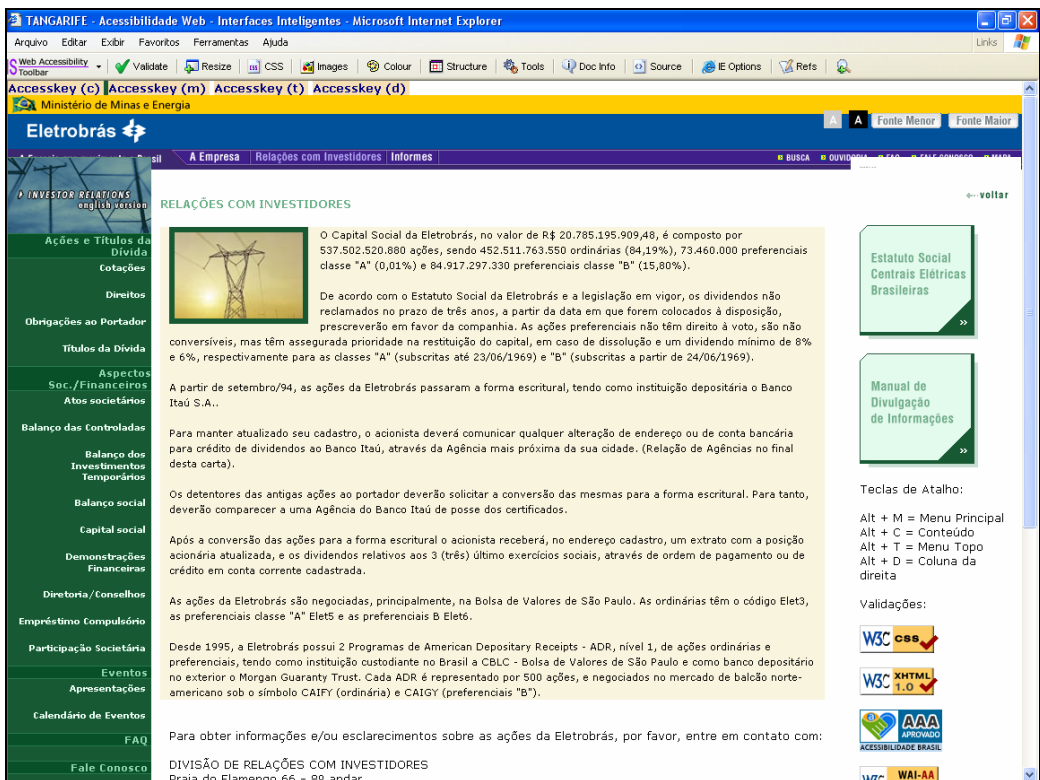 TANGARIFE - Acessibilidade Web - Interfaces Inteligentes - Microsoft Internet Explorer
Arquivo Editar Exibir Favoritos Ferramentas Ajuda Links
Web Accessibility Toolbar Validate Resize CSS Images Colour Structure Tools Doc Info Source IE Options Refs
Accesskey (c) Accesskey (m) Accesskey (t) Accesskey (d)
Ministério de Minas e Energia
Eletrobrás A A Fonte Menor Fonte Maior
A Empresa Relações com Investidores Informes BUSCA
INVESTOR RELATIONS
english version
Ações e Títulos da
Dívida
Cotações
Direitos
Obrigações ao Portador
Títulos da Dívida
Aspectos
Soc./Financeiros
Atos societários
Balanço das Controladas
Balanço dos
Investimentos
Temporários
Balanço social
Capital social
Demonstrações
Financeiras
Diretoria/Conselhos
Empréstimo Compulsório
Participação Societária
Eventos
Apresentações
Calendário de Eventos
FAQ
Fale Conosco
RELAÇÕES COM INVESTIDORES
O Capital Social da Eletrobrás, no valor de R$ 20.785.195.909,48, é composto por
537.502.520.880 ações, sendo 452.511.763.550 ordinárias (84,19%), 73.460.000 preferenciais
classe "A" (0,01%) e 84.917.297.330 preferenciais classe "B" (15,80%).
De acordo com o Estatuto Social da Eletrobrás e a legislação em vigor, os dividendos não
reclamados no prazo de três anos, a partir da data em que forem colocados à disposição,
prescreverão em favor da companhia. As ações preferenciais não têm direito à voto, são não
conversíveis, mas têm assegurada prioridade na restituição do capital, em caso de dissolução e um dividendo mínimo de 8%
e 6%, respectivamente para as classes "A" (subscritas até 23/06/1969) e "B" (subscritas a partir de 24/06/1969).
A partir de setembro/94, as ações da Eletrobrás passaram a forma escritural, tendo como instituição depositária o Banco
Itaú S.A..
Para manter atualizado seu cadastro, o acionista deverá comunicar qualquer alteração de endereço ou de conta bancária
para crédito de dividendos ao Banco Itaú, através da Agência mais próxima da sua cidade. (Relação de Agências no final
desta carta).
Os detentores das antigas ações ao portador deverão solicitar a conversão das mesmas para a forma escritural. Para tanto,
deverão comparecer a uma Agência do Banco Itaú de posse dos certificados.
Após a conversão das ações para a forma escritural o acionista receberá, no endereço cadastro, um extrato com a posição
acionária atualizada, e os dividendos relativos aos 3 (três) último exercícios sociais, através de ordem de pagamento ou de
crédito em conta corrente cadastrada.
As ações da Eletrobrás são negociadas, principalmente, na Bolsa de Valores de São Paulo. As ordinárias têm o código Elet3,
as preferenciais classe "A" Elet5 e as preferenciais B Elet6.
Desde 1995, a Eletrobrás possui 2 Programas de American Depositary Receipts - ADR, nível 1, de ações ordinárias e
preferenciais, tendo como instituição custodiante no Brasil a CBLC - Bolsa de Valores de São Paulo e como banco depositário
no exterior o Morgan Guaranty Trust. Cada ADR é representado por 500 ações, e negociados no mercado de balcão norte-
americano sob o símbolo CAIFY (ordinária) e CAIGY (preferenciais "B").
Para obter informações e/ou esclarecimentos sobre as ações da Eletrobrás, por favor, entre em contato com:
DIVISÃO DE RELAÇÕES COM INVESTIDORES
Praia do Flamengo 66 - 8º andar
voltar
Estatuto Social
Centrais Elétricas
Brasileiras
»
Manual de
Divulgação
de Informações
»
Teclas de Atalho:
Alt + M = Menu Principal
Alt + C = Conteúdo
Alt + T = Menu Topo
Alt + D = Coluna da
direita
Validações:
W3C css
W3C XHTML 1.0
AAA
APROVADO
ACESSIBILIDADE BRASIL
W3C WAI-AA